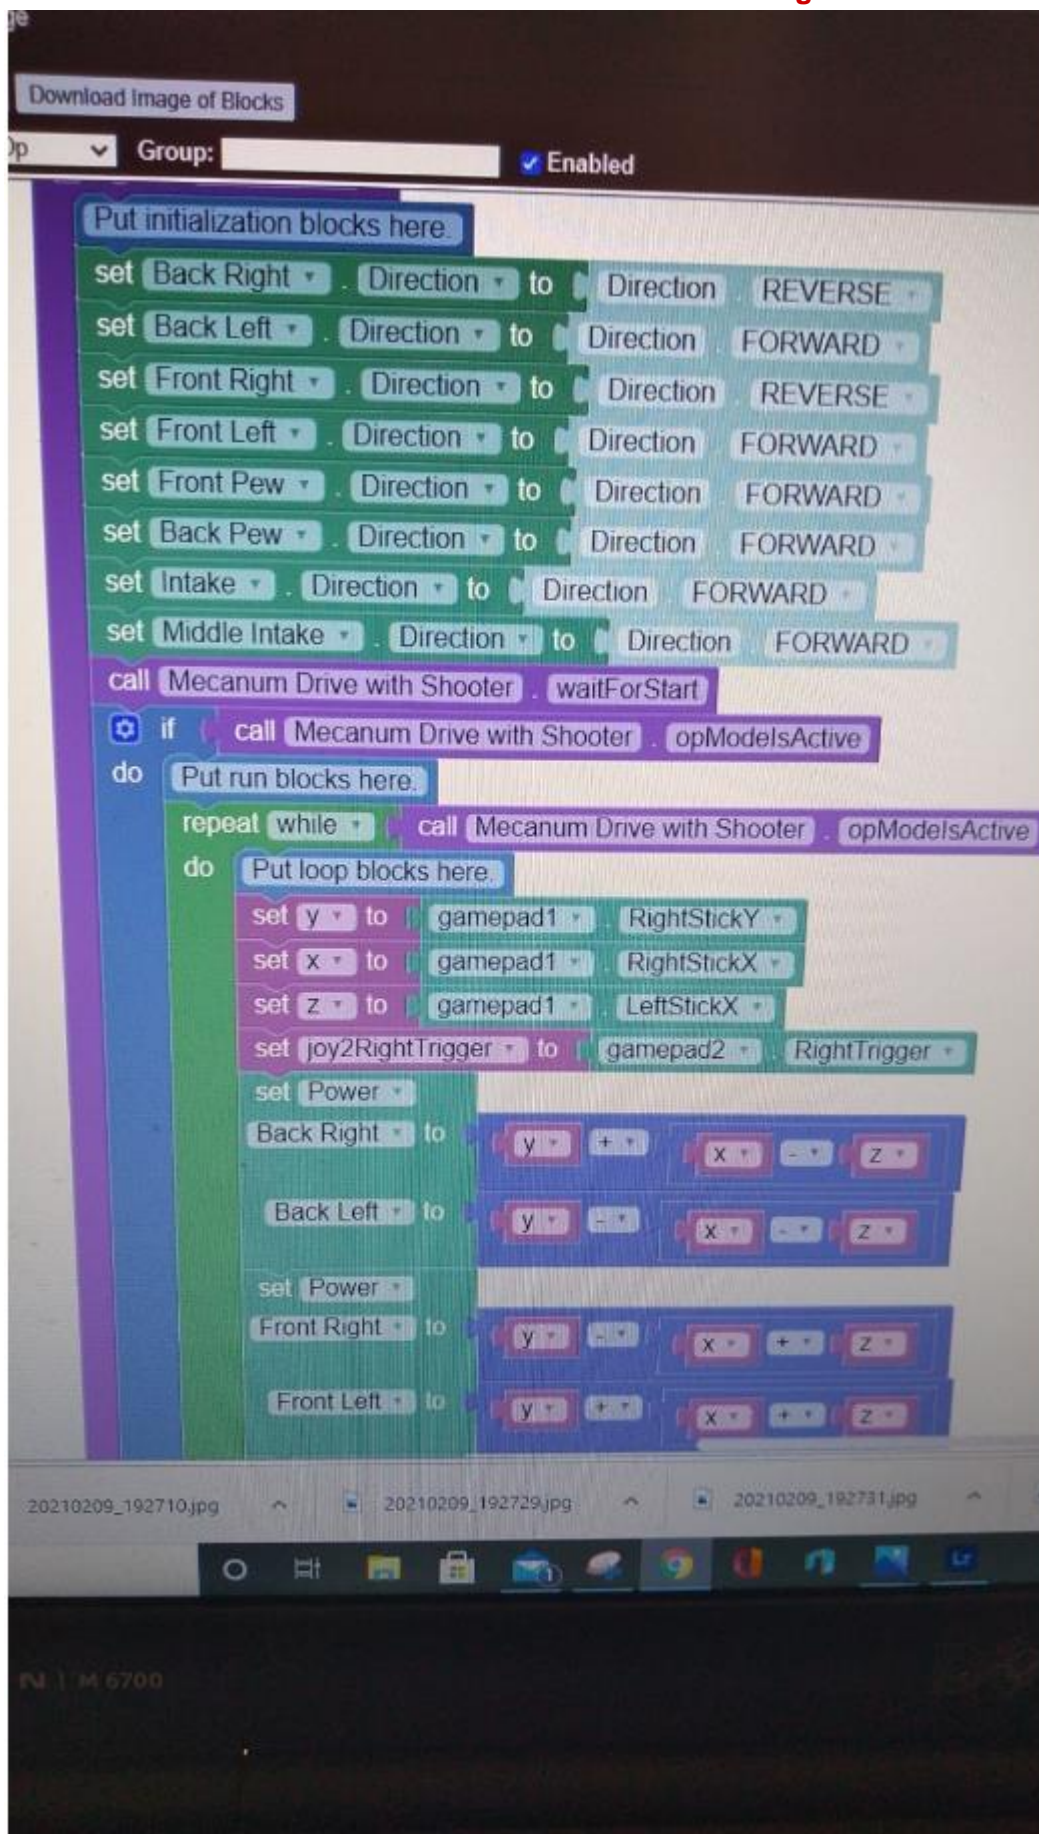 Download Image of Blocks
Group: Enabled
Put initialization blocks here.
set Back Right . Direction to Direction . REVERSE
set Back Left . Direction to Direction . FORWARD
set Front Right . Direction to Direction . REVERSE
set Front Left . Direction to Direction . FORWARD
set Front Pew . Direction to Direction . FORWARD
set Back Pew . Direction to Direction . FORWARD
set Intake . Direction to Direction . FORWARD
set Middle Intake . Direction to Direction . FORWARD
call Mecanum Drive with Shooter . waitForStart
if call Mecanum Drive with Shooter . opModeIsActive
do Put run blocks here.
repeat while call Mecanum Drive with Shooter . opModeIsActive
do Put loop blocks here.
set y to gamepad1 . RightStickY
set x to gamepad1 . RightStickX
set z to gamepad1 . LeftStickX
set joy2RightTrigger to gamepad2 . RightTrigger
set Power
Back Right to y + x - z
Back Left to y - x - z
set Power
Front Right to y - x + z
Front Left to y + x + z
20210209_192710.jpg 20210209_192729.jpg 20210209_192731.jpg
Lr
M 6700